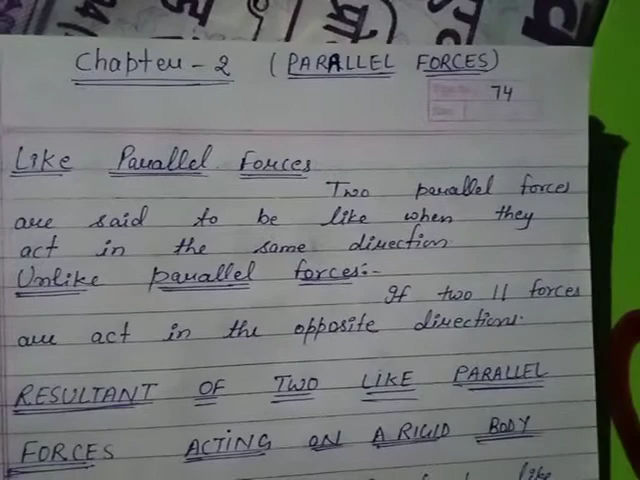 Chapter - 2 (PARALLEL FORCES)
74
Like Parallel Forces
Two parallel forces
are said to be like when they
act in the same direction
Unlike parallel forces:-
If two || forces
are act in the opposite directions.
RESULTANT OF TWO LIKE PARALLEL
FORCES ACTING ON A RIGID BODY
like